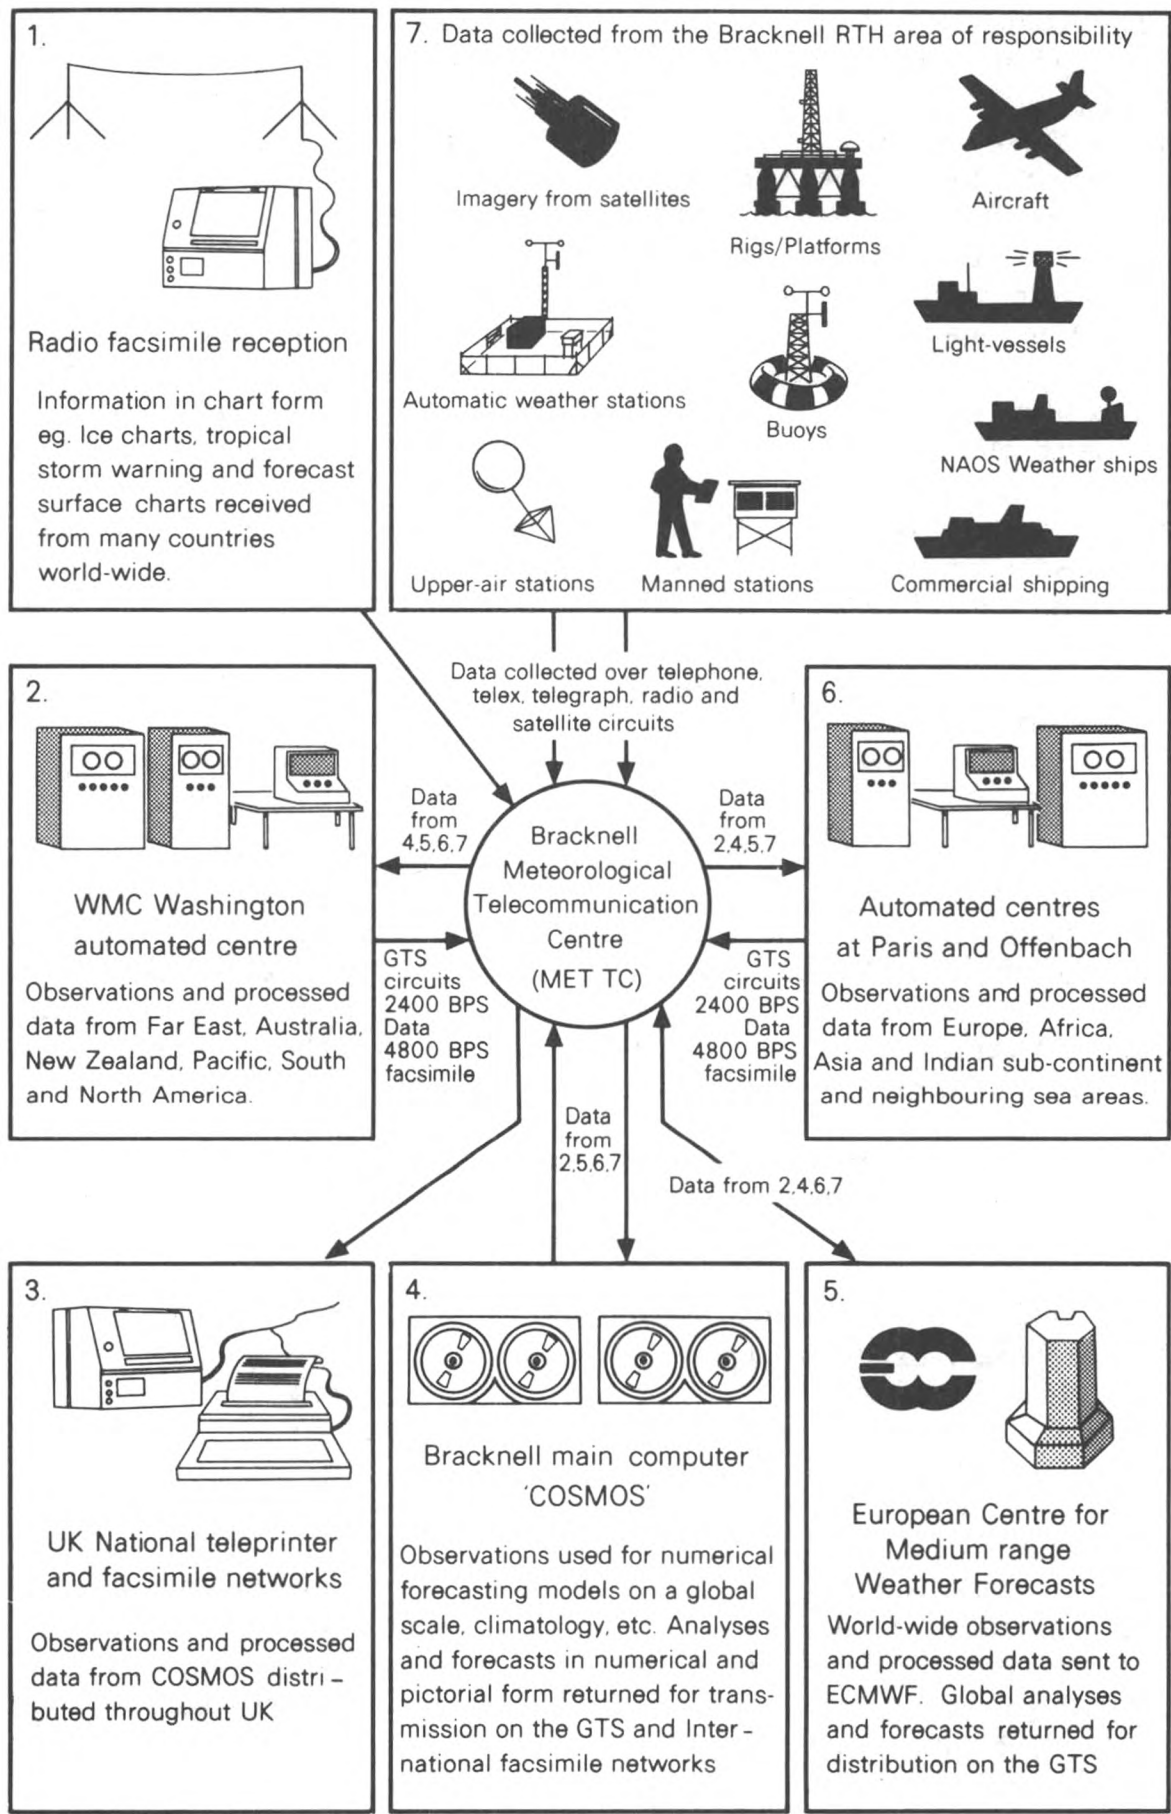 1.
Radio facsimile reception
Information in chart form
eg. Ice charts, tropical
storm warning and forecast
surface charts received
from many countries
world-wide.
7. Data collected from the Bracknell RTH area of responsibility
Imagery from satellites
Rigs/Platforms
Aircraft
Automatic weather stations
Buoys
Light-vessels
NAOS Weather ships
Upper-air stations
Manned stations
Commercial shipping
Data collected over telephone,
telex, telegraph, radio and
satellite circuits
2.
WMC Washington
automated centre
Observations and processed
data from Far East, Australia,
New Zealand, Pacific, South
and North America.
Data
from
4,5,6,7
GTS
circuits
2400 BPS
Data
4800 BPS
facsimile
Bracknell
Meteorological
Telecommunication
Centre
(MET TC)
Data
from
2,4,5,7
GTS
circuits
2400 BPS
Data
4800 BPS
facsimile
6.
Automated centres
at Paris and Offenbach
Observations and processed
data from Europe, Africa,
Asia and Indian sub-continent
and neighbouring sea areas.
Data
from
2,5,6,7
Data from 2,4,6,7
3.
UK National teleprinter
and facsimile networks
Observations and processed
data from COSMOS distri-
buted throughout UK
4.
Bracknell main computer
'COSMOS'
Observations used for numerical
forecasting models on a global
scale, climatology, etc. Analyses
and forecasts in numerical and
pictorial form returned for trans-
mission on the GTS and Inter-
national facsimile networks
5.
European Centre for
Medium range
Weather Forecasts
World-wide observations
and processed data sent to
ECMWF. Global analyses
and forecasts returned for
distribution on the GTS